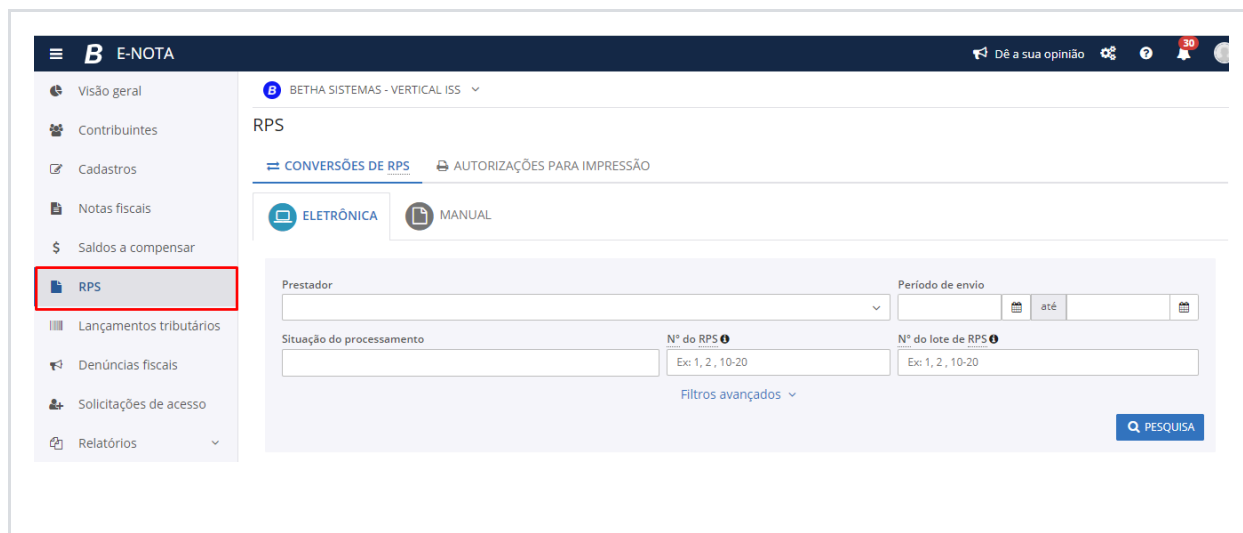 B E-NOTA
Dê a sua opinião
30
Visão geral
Contribuintes
Cadastros
Notas fiscais
Saldos a compensar
RPS
Lançamentos tributários
Denúncias fiscais
Solicitações de acesso
Relatórios
B BETHA SISTEMAS - VERTICAL ISS
RPS
CONVERSÕES DE RPS
AUTORIZAÇÕES PARA IMPRESSÃO
ELETRÔNICA
MANUAL
Prestador
Período de envio
até
Situação do processamento
Nº do RPS
Nº do lote de RPS
Ex: 1, 2 , 10-20
Ex: 1, 2 , 10-20
Filtros avançados
PESQUISA